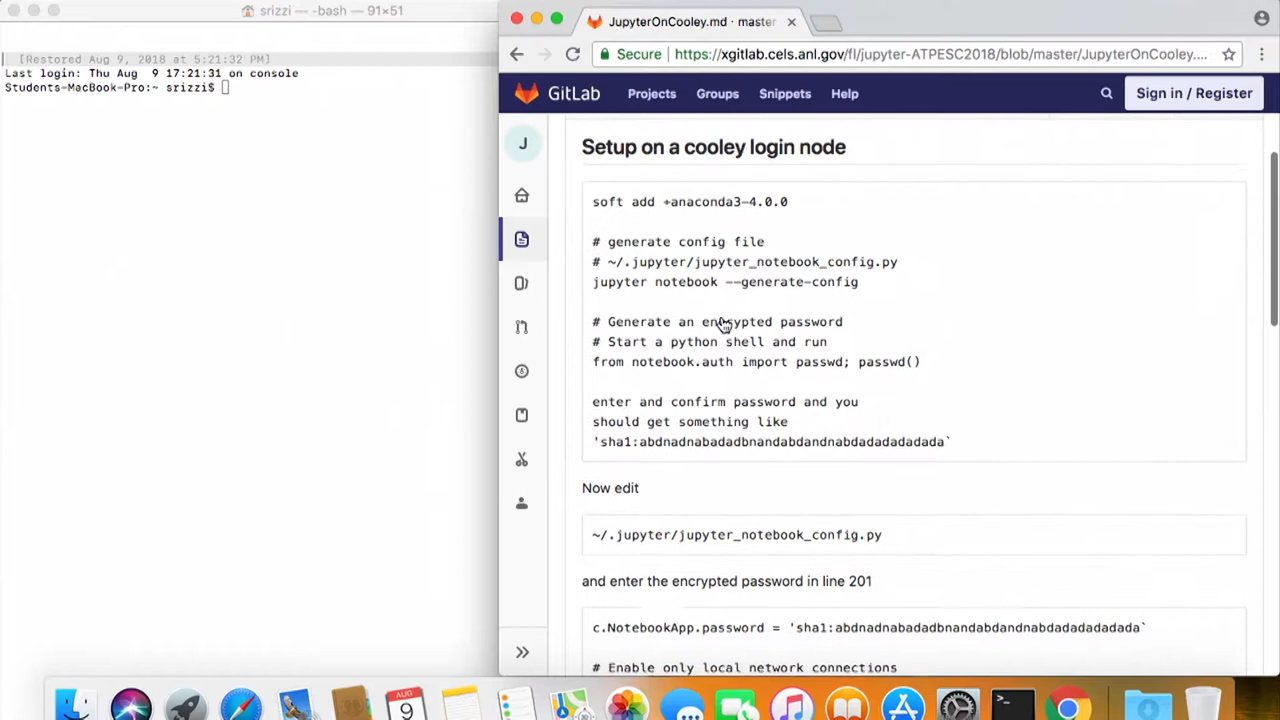 srizzi — -bash — 91×51
[Restored Aug 9, 2018 at 5:21:32 PM]
Last login: Thu Aug  9 17:21:31 on console
Students-MacBook-Pro:~ srizzi$
JupyterOnCooley.md · master
Secure
https://xgitlab.cels.anl.gov/fl/jupyter-ATPESC2018/blob/master/JupyterOnCooley....
GitLab
Projects
Groups
Snippets
Help
Sign in / Register
J
Setup on a cooley login node
soft add +anaconda3-4.0.0
# generate config file
# ~/.jupyter/jupyter_notebook_config.py
jupyter notebook --generate-config
# Generate an encrypted password
# Start a python shell and run
from notebook.auth import passwd; passwd()
enter and confirm password and you
should get something like
'sha1:abdnadnabadadbnandabdandnabdadadadadada`
Now edit
~/.jupyter/jupyter_notebook_config.py
and enter the encrypted password in line 201
c.NotebookApp.password = 'sha1:abdnadnabadadbnandabdandnabdadadadadada`
# Enable only local network connections
AUG
9